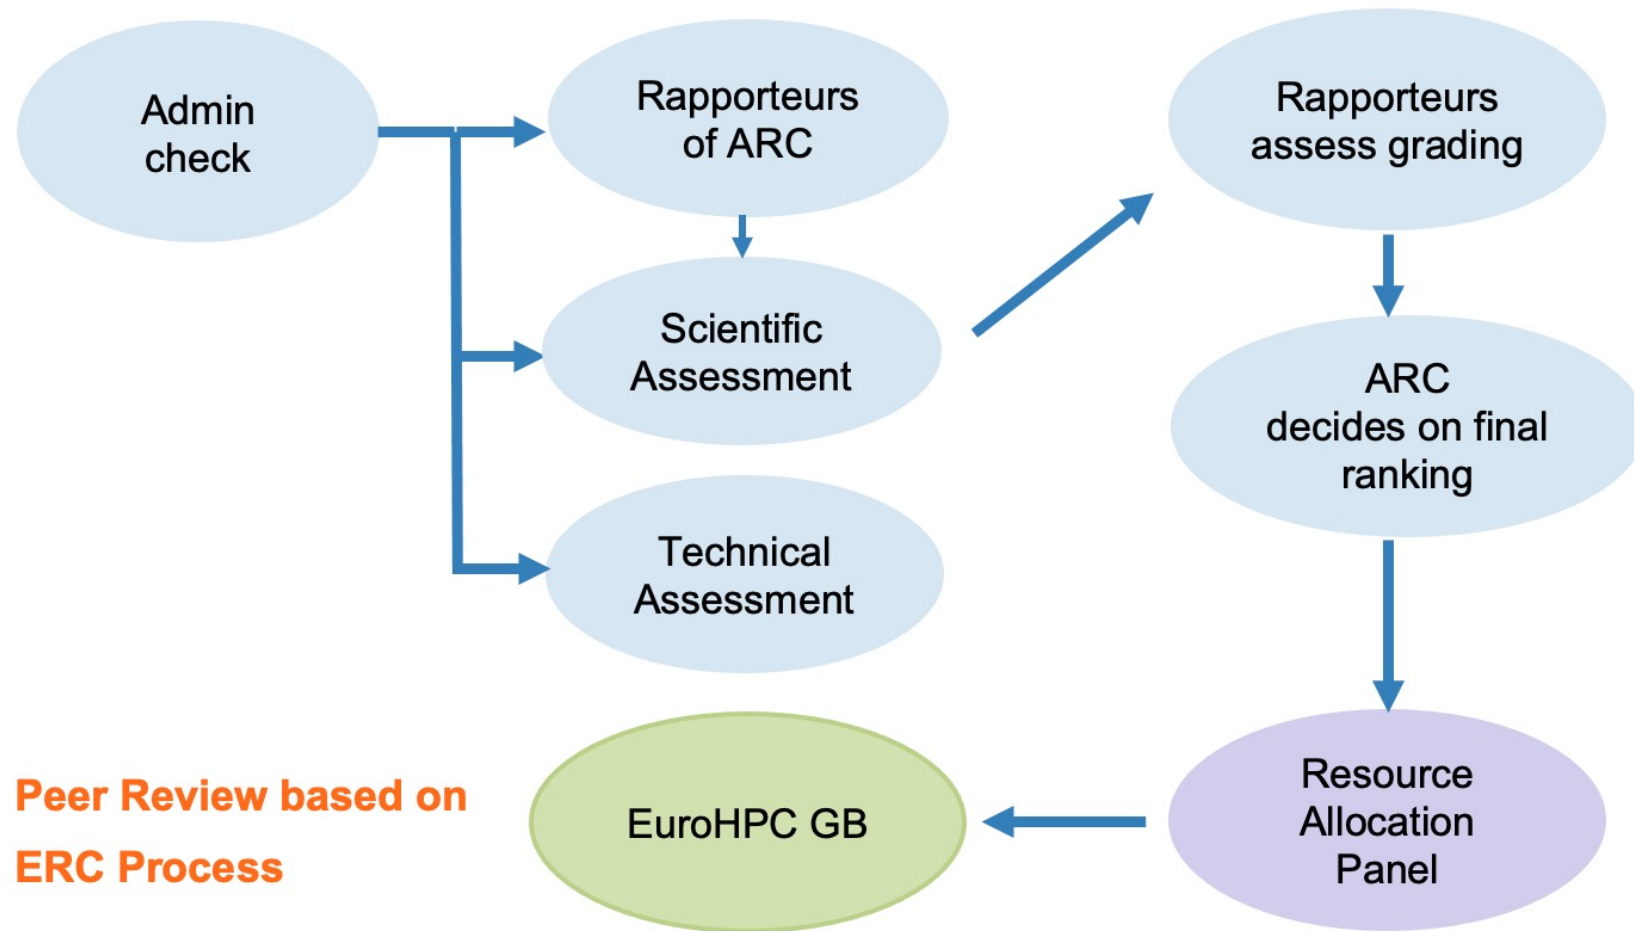 Admin
check
Rapporteurs
of ARC
Scientific
Assessment
Technical
Assessment
Rapporteurs
assess grading
ARC
decides on final
ranking
Resource
Allocation
Panel
EuroHPC GB
Peer Review based on
ERC Process